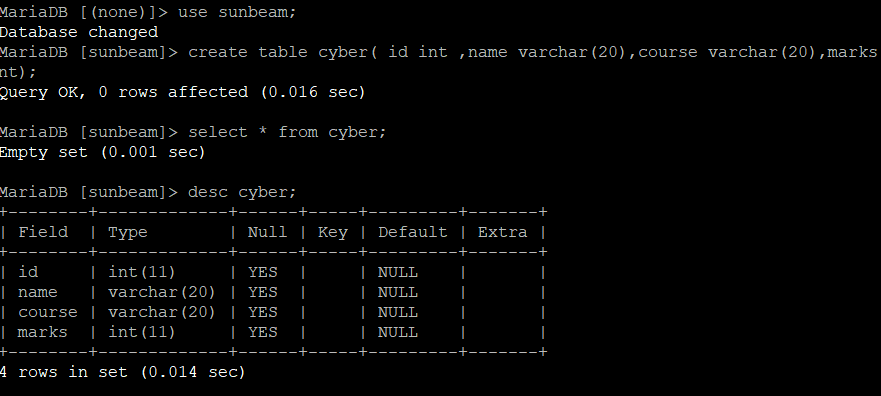 MariaDB [(none)]> use sunbeam;
Database changed
MariaDB [sunbeam]> create table cyber( id int ,name varchar(20),course varchar(20),marks
nt);
Query OK, 0 rows affected (0.016 sec)
MariaDB [sunbeam]> select * from cyber;
Empty set (0.001 sec)
MariaDB [sunbeam]> desc cyber;
+--------+-------------+------+-----+---------+-------+
| Field  | Type        | Null | Key | Default | Extra |
+--------+-------------+------+-----+---------+-------+
| id     | int(11)     | YES  |     | NULL    |       |
| name   | varchar(20) | YES  |     | NULL    |       |
| course | varchar(20) | YES  |     | NULL    |       |
| marks  | int(11)     | YES  |     | NULL    |       |
+--------+-------------+------+-----+---------+-------+
4 rows in set (0.014 sec)